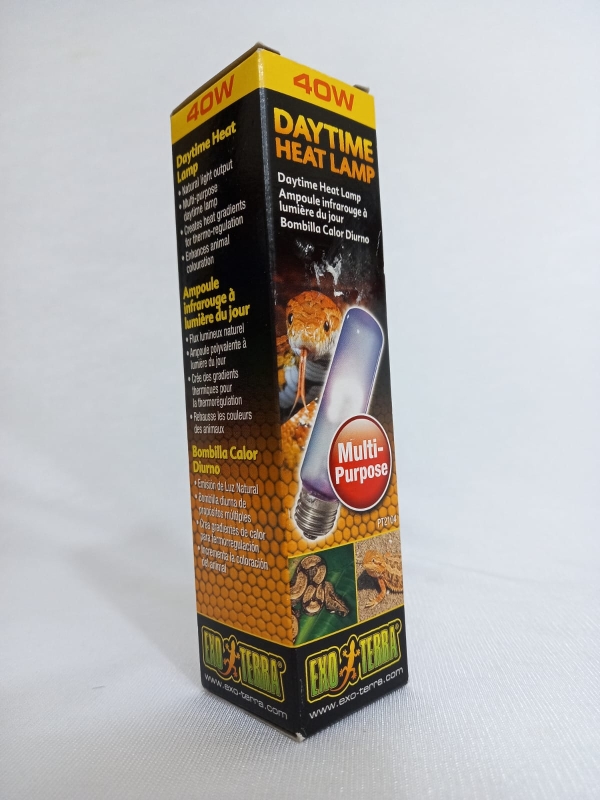 40W
Daytime Heat
Lamp
• Natural light output
• Multi-purpose
daytime lamp
• Creates heat gradients
for thermo-regulation
• Enhances animal
colouration
Ampoule
infrarouge à
lumière du jour
• Flux lumineux naturel
• Ampoule polyvalente à
lumière du jour
• Crée des gradients
thermiques pour
la thermorégulation
• Rehausse les couleurs
des animaux
Bombilla Calor
Diurno
• Emisión de Luz Natural
• Bombilla diurna de
propósitos múltiples
• Crea gradientes de calor
para termorregulación
• Incrementa la coloración
del animal
EXO TERRA®
www.exo-terra.com
40W
DAYTIME
HEAT LAMP
Daytime Heat Lamp
Ampoule infrarouge à
lumière du jour
Bombilla Calor Diurno
Multi-
Purpose
PT2104
EXO TERRA®
www.exo-terra.com